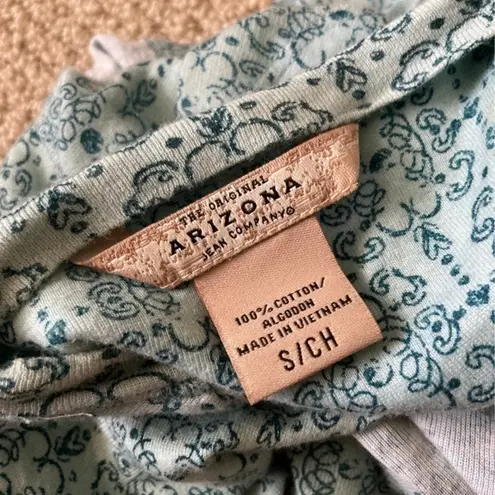 THE ORIGINAL
ARIZONA
JEAN COMPANY®
100% COTTON/
ALGODON
MADE IN VIETNAM
S/CH